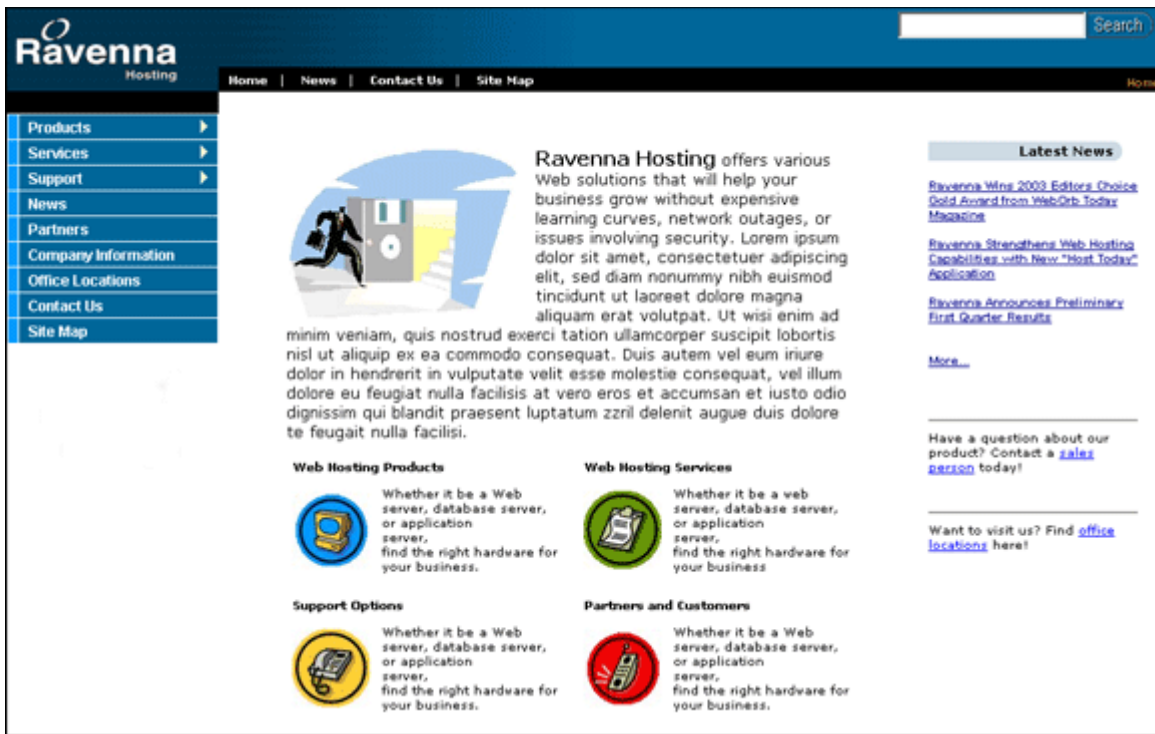 Ravenna
Hosting
Search
Home | News | Contact Us | Site Map
Home
Products
Services
Support
News
Partners
Company Information
Office Locations
Contact Us
Site Map
Ravenna Hosting offers various
Web solutions that will help your
business grow without expensive
learning curves, network outages, or
issues involving security. Lorem ipsum
dolor sit amet, consectetuer adipiscing
elit, sed diam nonummy nibh euismod
tincidunt ut laoreet dolore magna
aliquam erat volutpat. Ut wisi enim ad
minim veniam, quis nostrud exerci tation ullamcorper suscipit lobortis
nisl ut aliquip ex ea commodo consequat. Duis autem vel eum iriure
dolor in hendrerit in vulputate velit esse molestie consequat, vel illum
dolore eu feugiat nulla facilisis at vero eros et accumsan et iusto odio
dignissim qui blandit praesent luptatum zzril delenit augue duis dolore
te feugait nulla facilisi.
Web Hosting Products
Whether it be a Web
server, database server,
or application
server,
find the right hardware for
your business.
Web Hosting Services
Whether it be a web
server, database server,
or application
server,
find the right hardware for
your business
Support Options
Whether it be a Web
server, database server,
or application
server,
find the right hardware for
your business.
Partners and Customers
Whether it be a Web
server, database server,
or application
server,
find the right hardware for
your business.
Latest News
Ravenna Wins 2003 Editors Choice
Gold Award from WebOrb Today
Magazine
Ravenna Strengthens Web Hosting
Capabilities with New "Host Today"
Application
Ravenna Announces Preliminary
First Quarter Results
More...
Have a question about our
product? Contact a sales
person today!
Want to visit us? Find office
locations here!